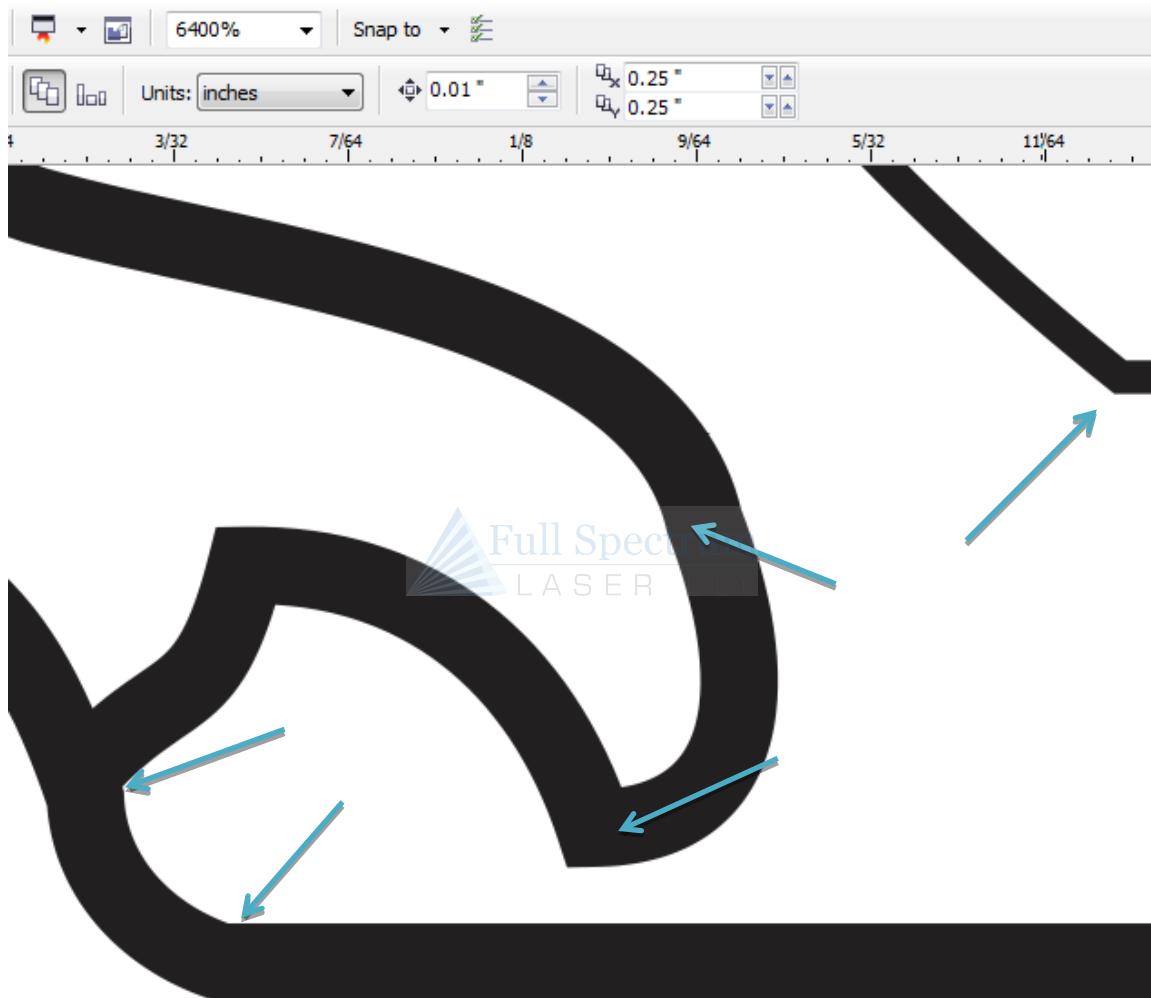 6400% Snap to
Units: inches 0.01 " x 0.25 "
y 0.25 "
4 3/32 7/64 1/8 9/64 5/32 11/64
Full Spectrum
LASER